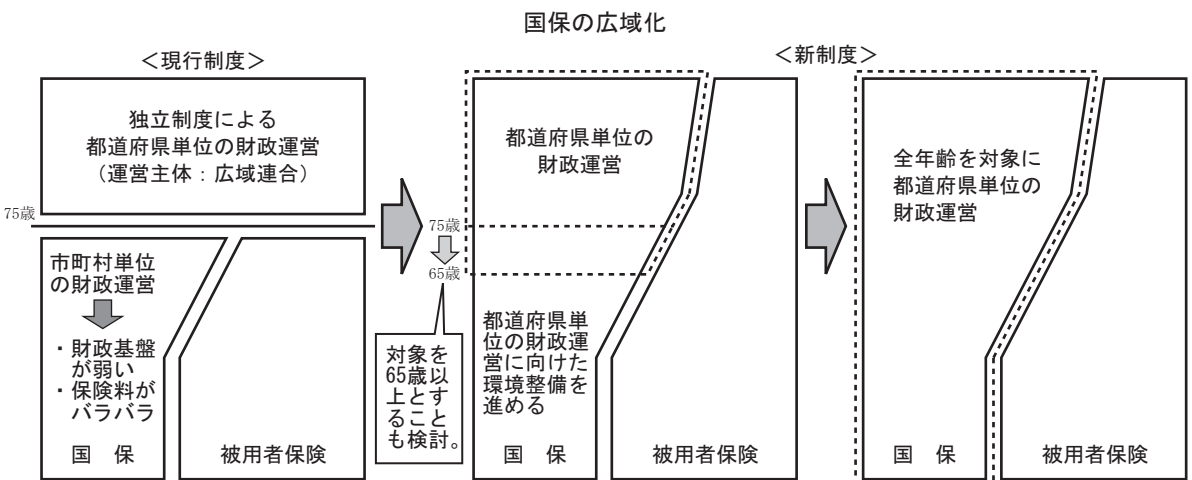 国保の広域化
＜現行制度＞
独立制度による
都道府県単位の財政運営
（運営主体：広域連合）
75歳
市町村単位
の財政運営
・財政基盤
が弱い
・保険料が
バラバラ
国　保
被用者保険
＜新制度＞
都道府県単位の
財政運営
75歳
65歳
対象を
65歳以
上とす
ること
も検討。
都道府県単
位の財政運
営に向けた
環境整備を
進める
国　保
被用者保険
全年齢を対象に
都道府県単位の
財政運営
国　保
被用者保険